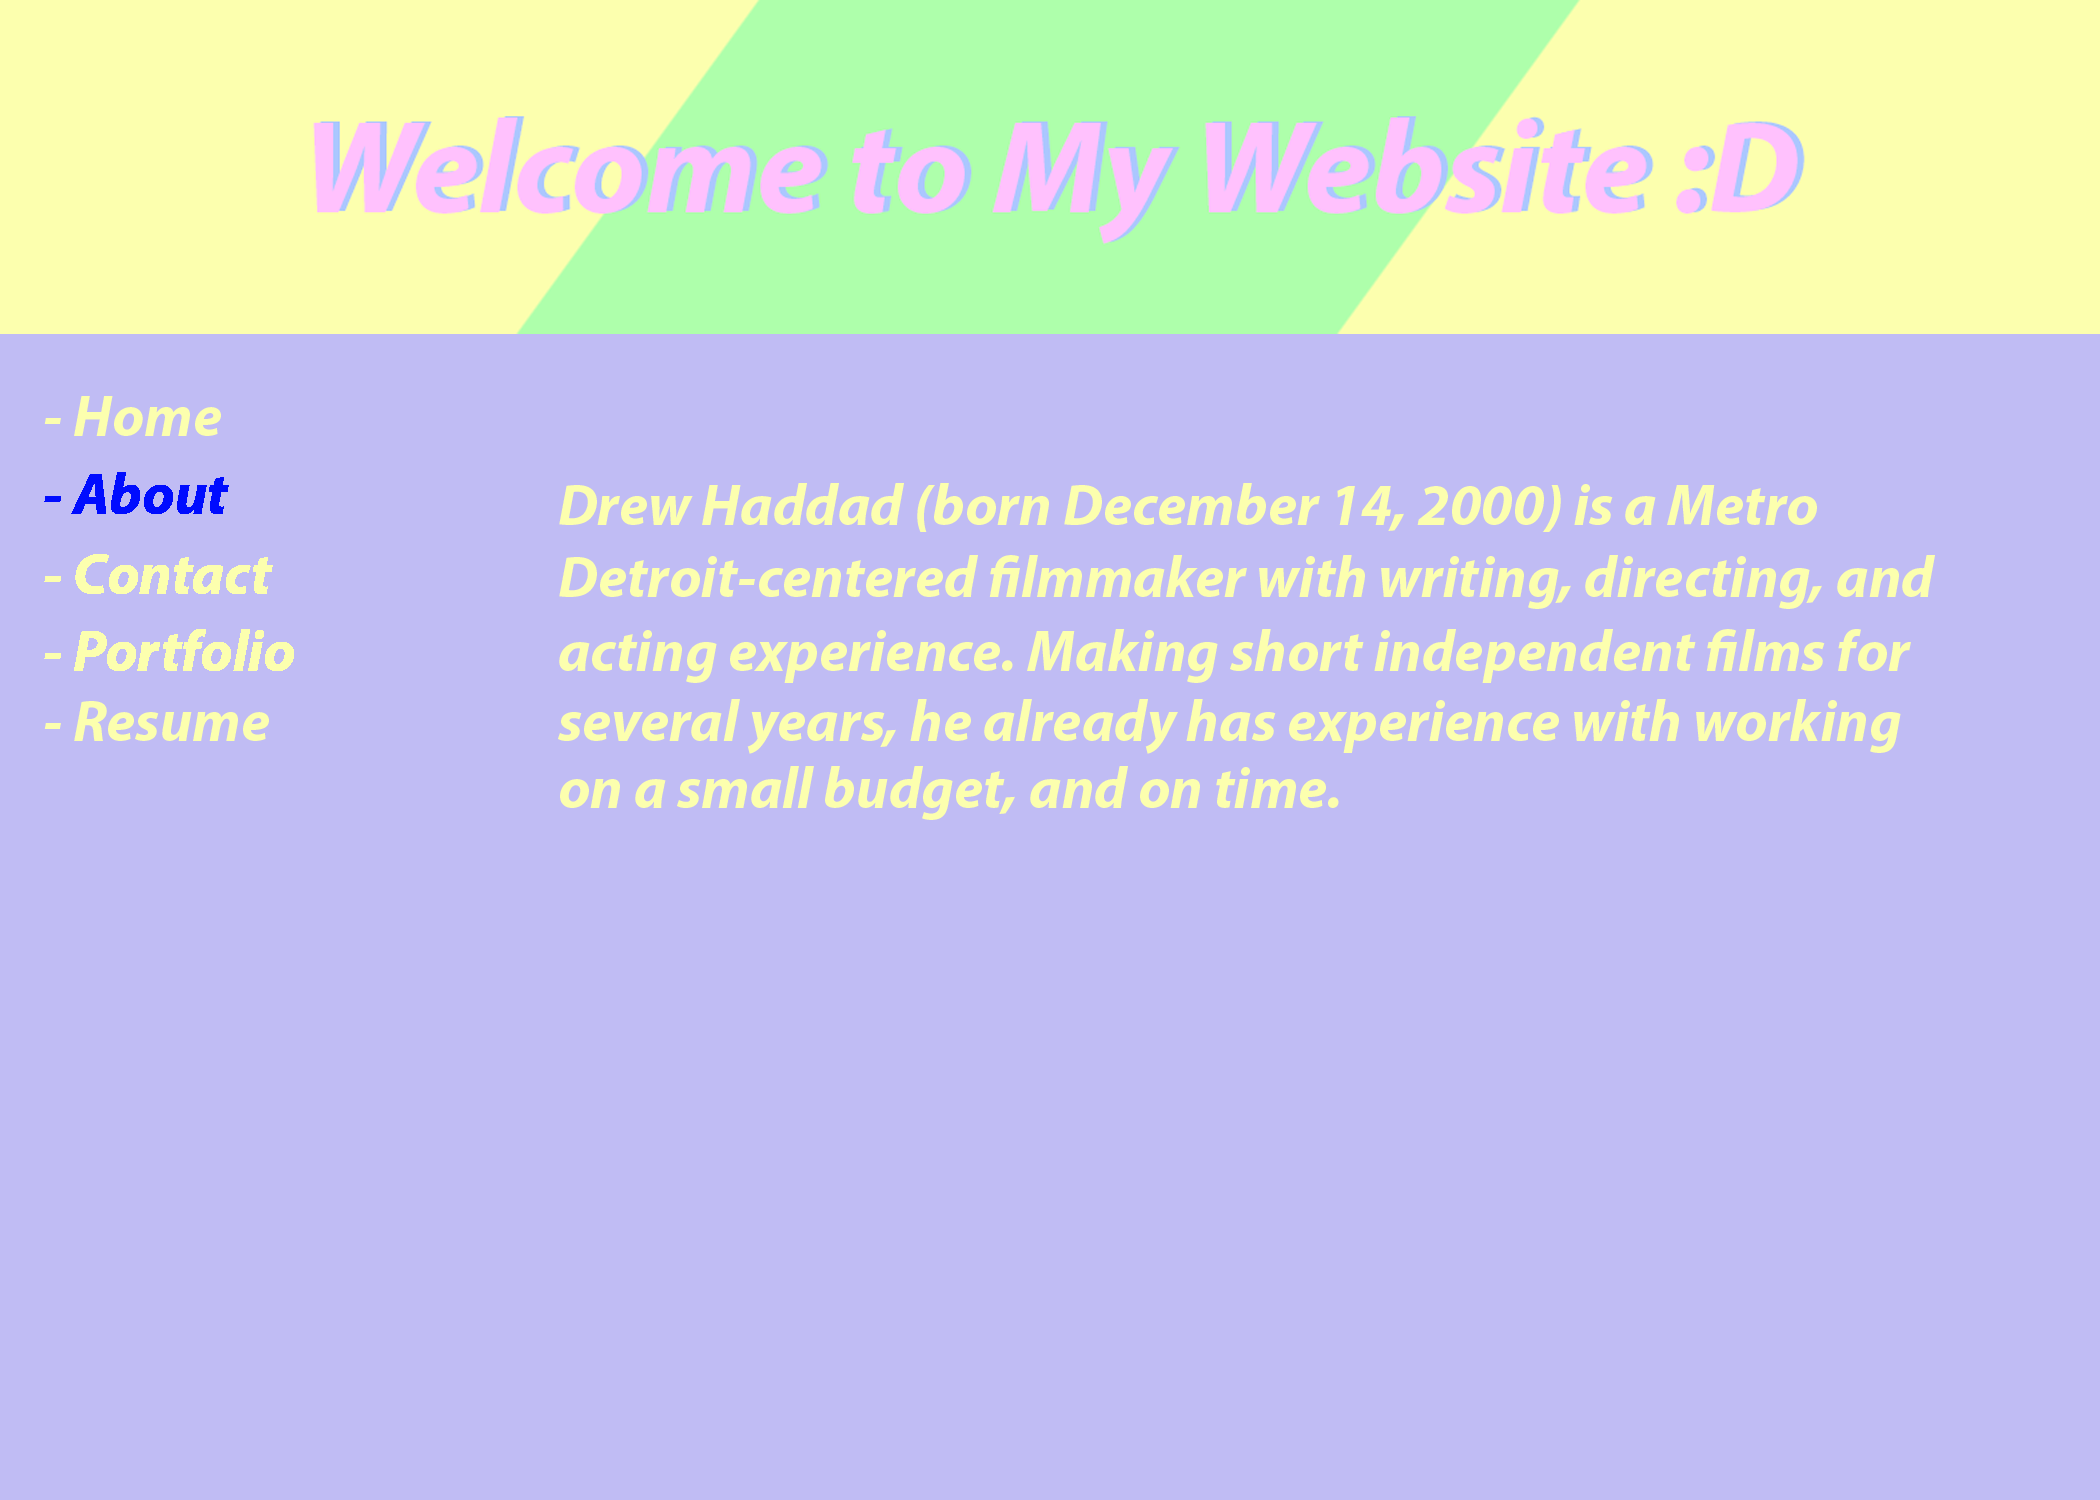 Welcome to My Website :D
- Home
- About
- Contact
- Portfolio
- Resume
Drew Haddad (born December 14, 2000) is a Metro
Detroit-centered filmmaker with writing, directing, and
acting experience. Making short independent films for
several years, he already has experience with working
on a small budget, and on time.